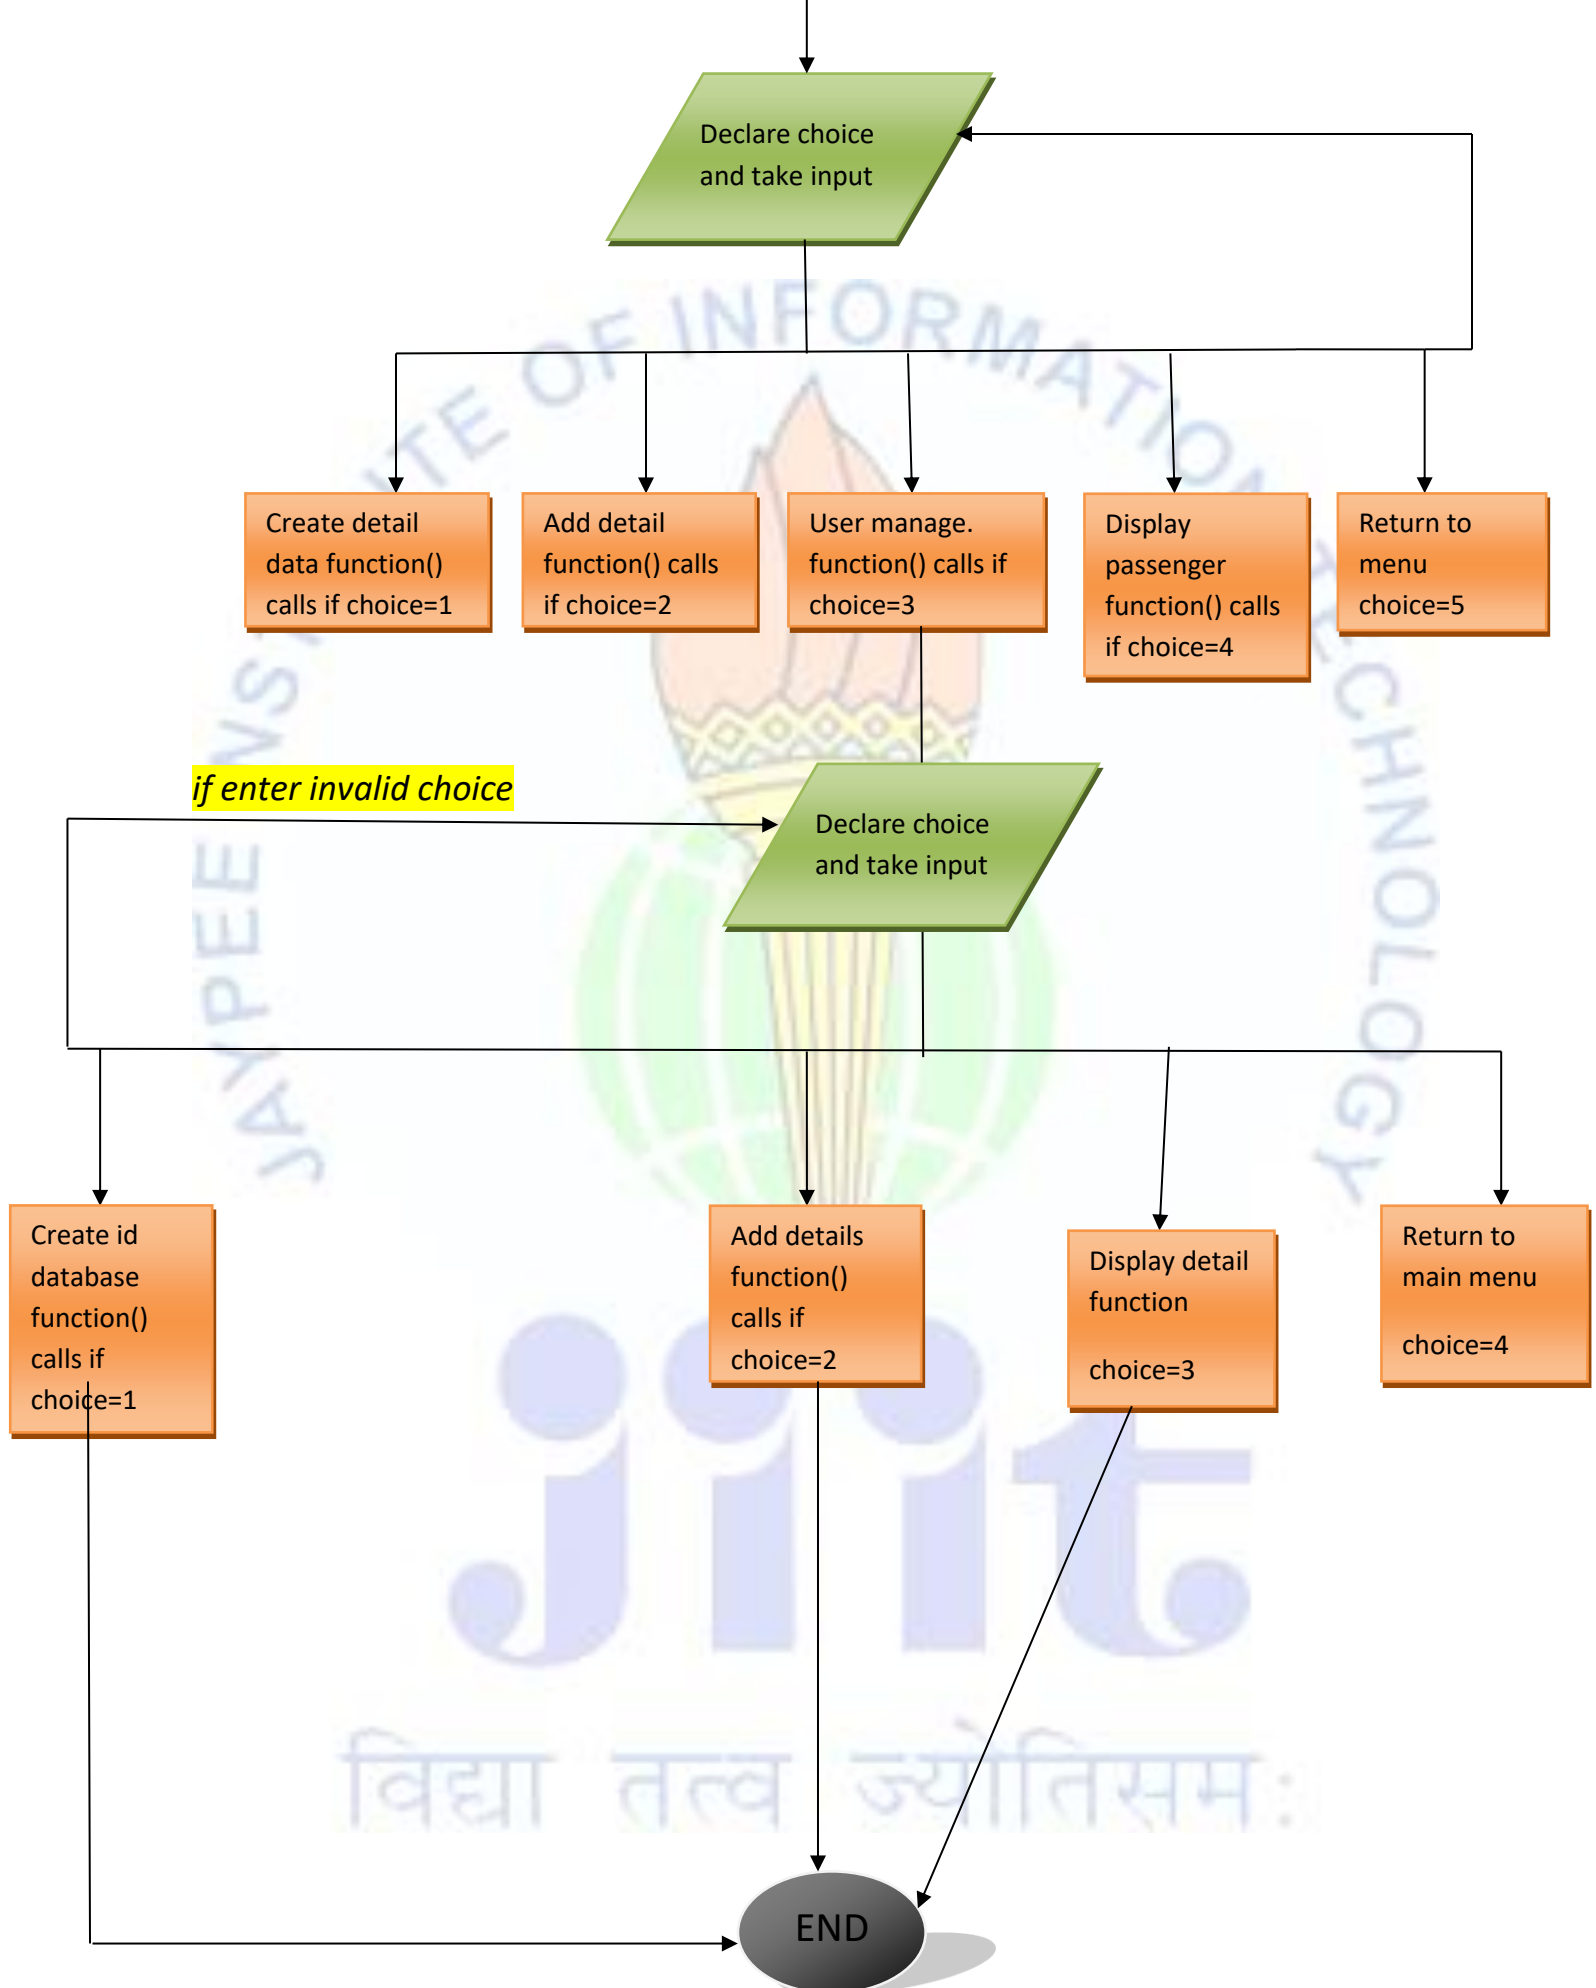 Declare choice
and take input
JAYPEE INSTITUTE OF INFORMATION TECHNOLOGY
Create detail
data function()
calls if choice=1
Add detail
function() calls
if choice=2
User manage.
function() calls if
choice=3
Display
passenger
function() calls
if choice=4
Return to
menu
choice=5
if enter invalid choice
Declare choice
and take input
Create id
database
function()
calls if
choice=1
Add details
function()
calls if
choice=2
Display detail
function
choice=3
Return to
main menu
choice=4
jiit
विद्या तत्व ज्योतिसमः
END